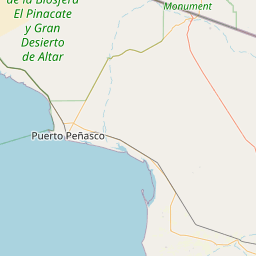 de la Biosfera
El Pinacate
y Gran
Desierto
de Altar
Monument
Puerto Peñasco